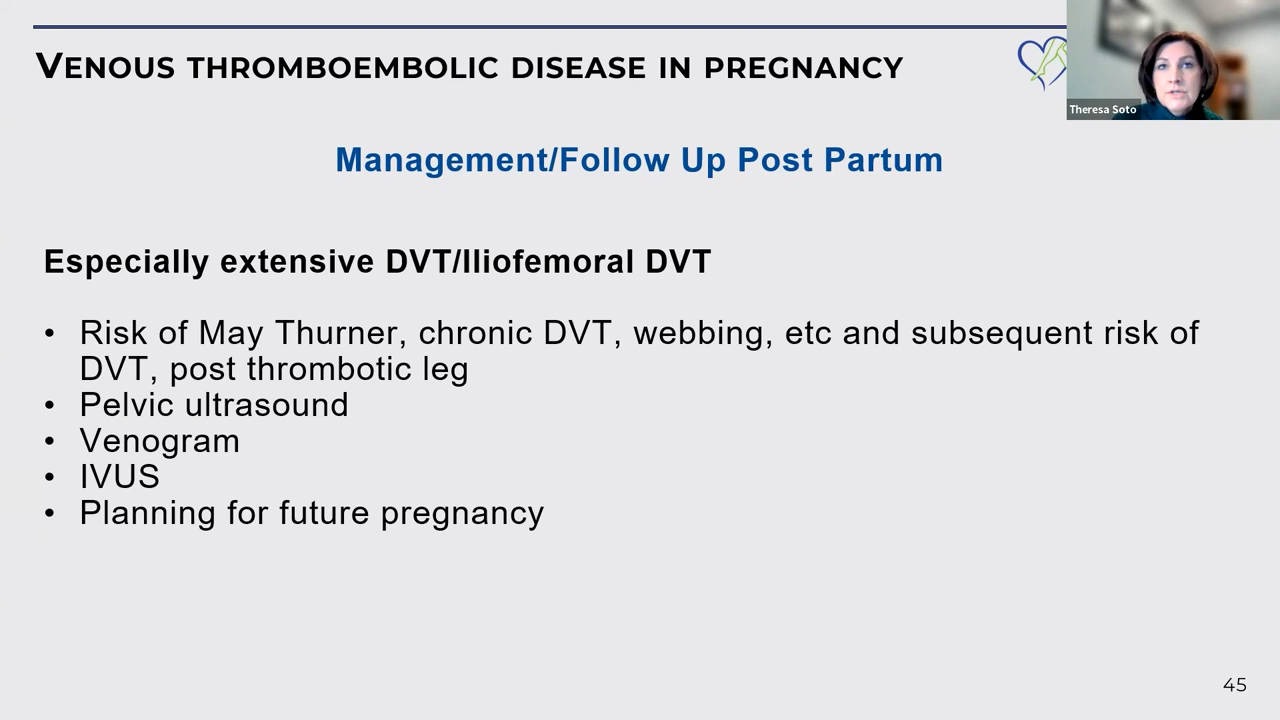 VENOUS THROMBOEMBOLIC DISEASE IN PREGNANCY
Theresa Soto
Management/Follow Up Post Partum
Especially extensive DVT/Iliofemoral DVT
• Risk of May Thurner, chronic DVT, webbing, etc and subsequent risk of
DVT, post thrombotic leg
• Pelvic ultrasound
• Venogram
• IVUS
• Planning for future pregnancy
45